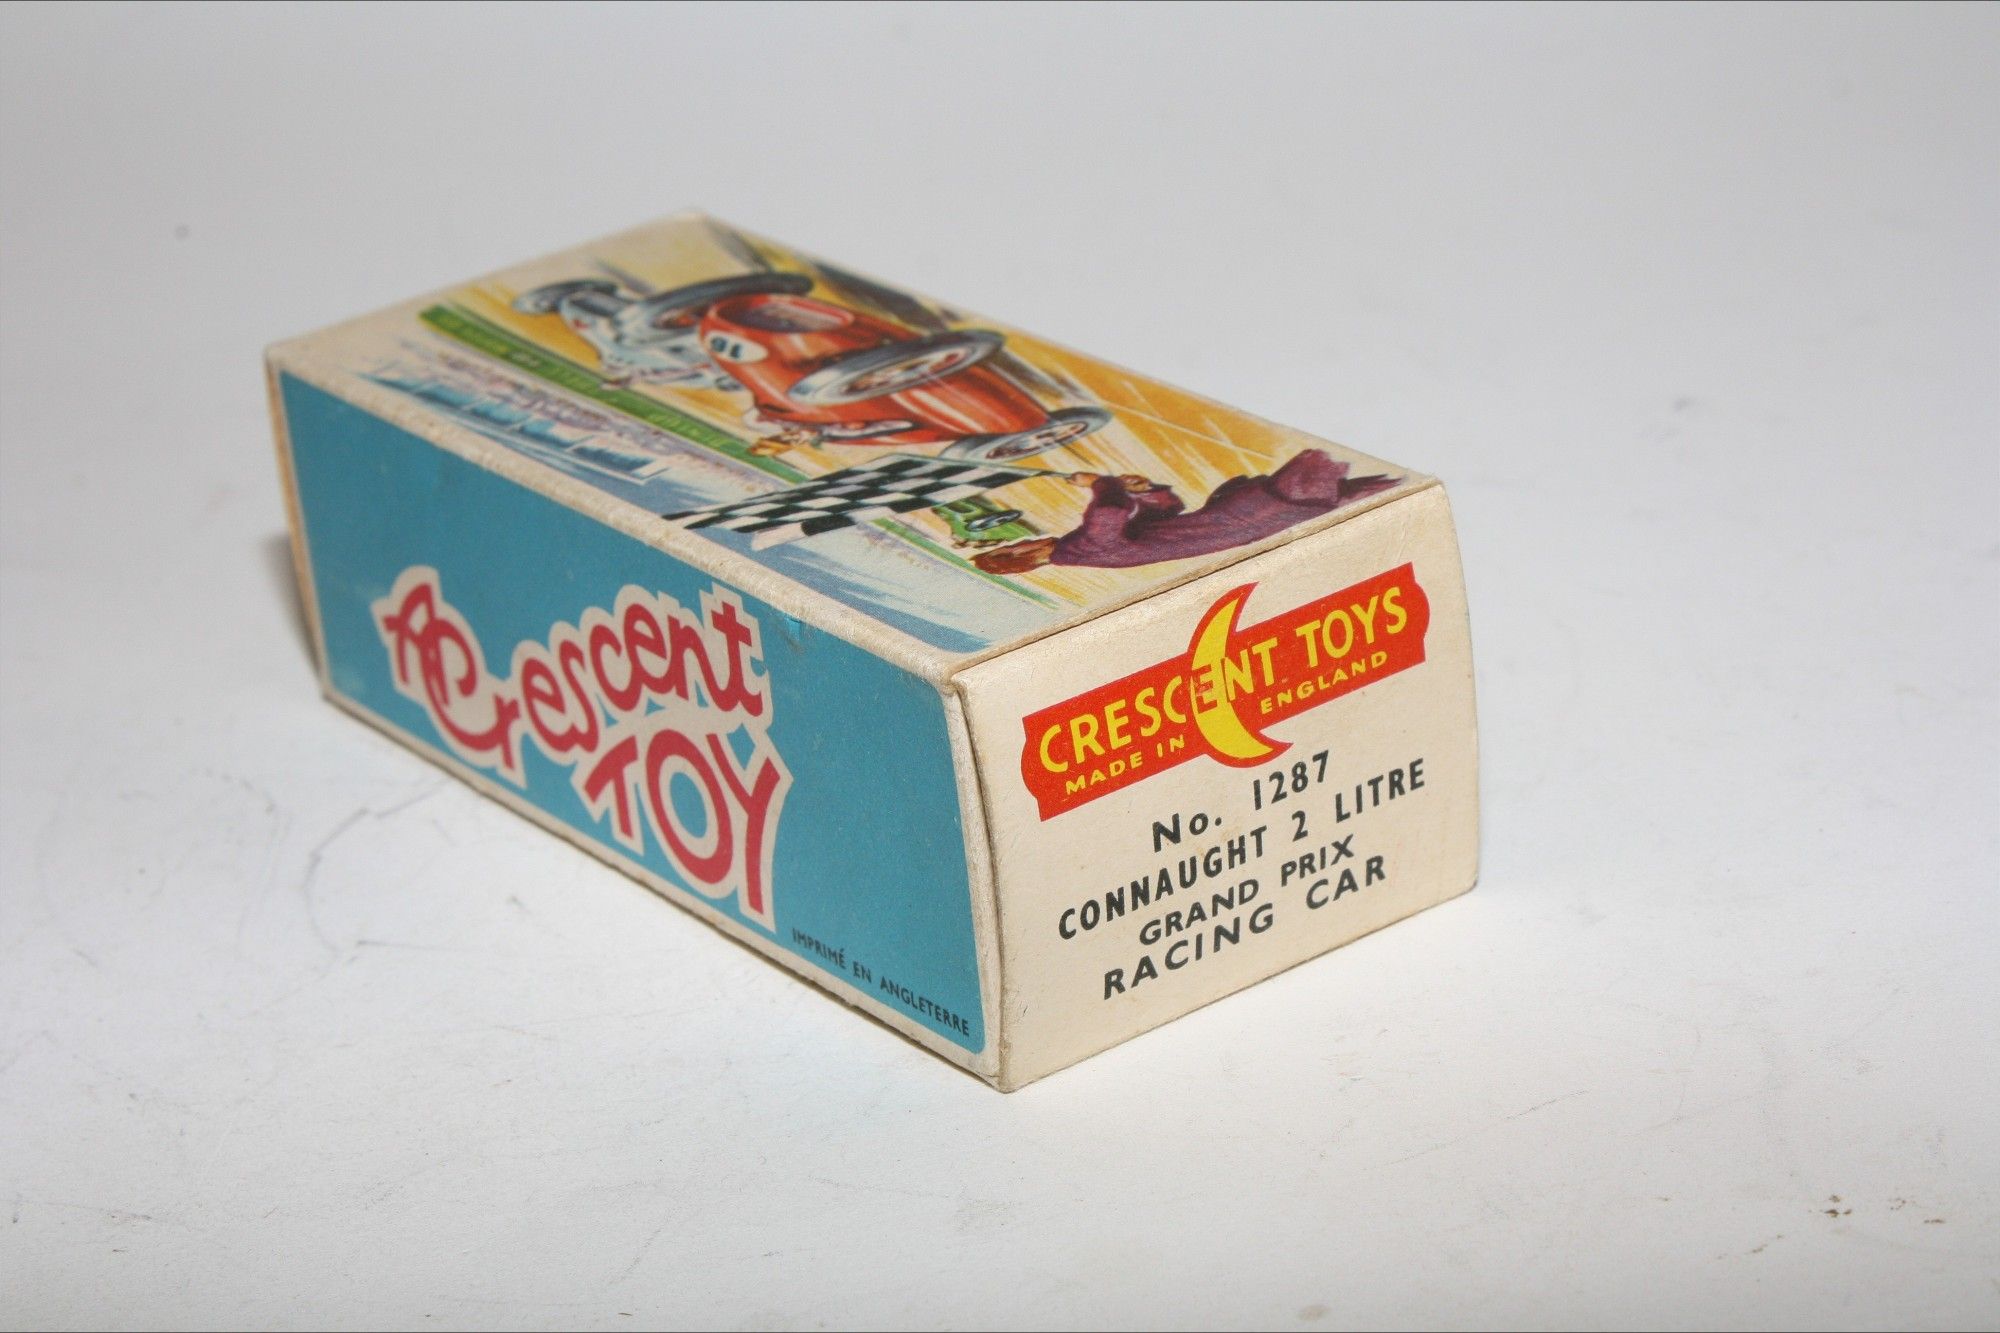 A Crescent
TOY
IMPRIMÉ EN ANGLETERRE
CRESCENT TOYS
MADE IN ENGLAND
No. 1287
CONNAUGHT 2 LITRE
GRAND PRIX
RACING CAR
16